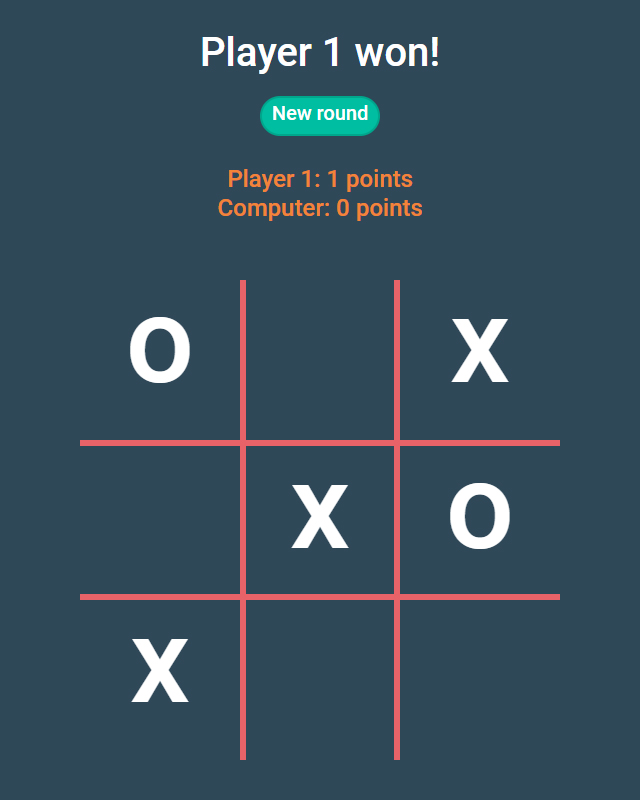 Player 1 won!
New round
Player 1: 1 points
Computer: 0 points
O X
X O
X